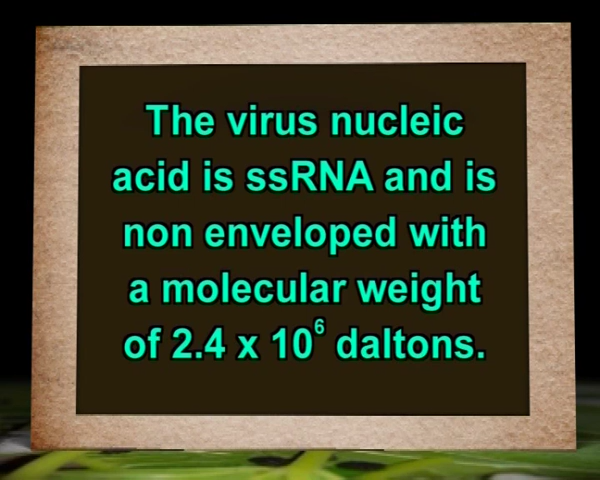 The virus nucleic
acid is ssRNA and is
non enveloped with
a molecular weight
of 2.4 x 10⁶ daltons.